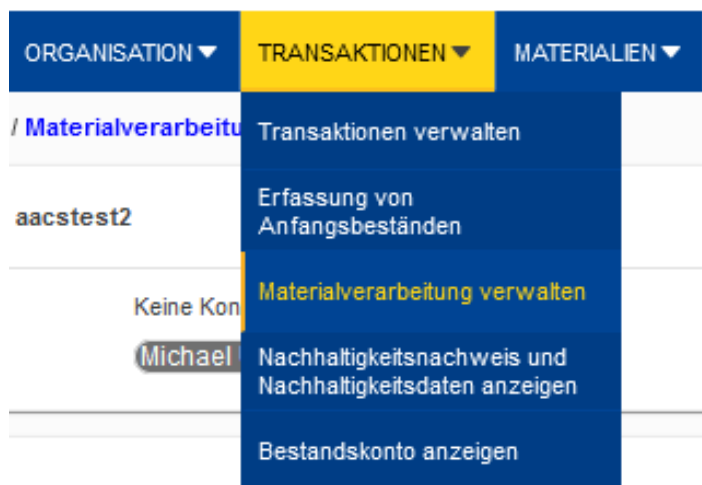 ORGANISATION TRANSAKTIONEN MATERIALIEN
/ Materialverarbeitu
Transaktionen verwalten
aacstest2
Erfassung von
Anfangsbeständen
Keine Kon
Materialverarbeitung verwalten
Michael
Nachhaltigkeitsnachweis und
Nachhaltigkeitsdaten anzeigen
Bestandskonto anzeigen